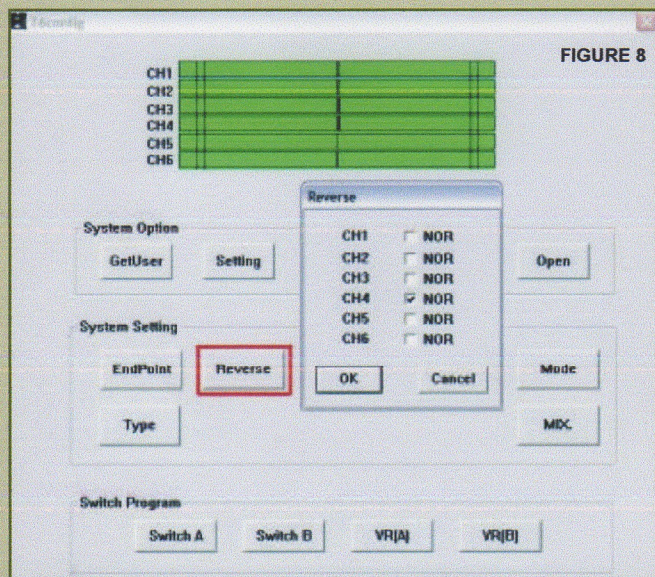 T6config
FIGURE 8
CH1
CH2
CH3
CH4
CH5
CH6
Reverse
CH1 NOR
CH2 NOR
CH3 NOR
CH4 NOR
CH5 NOR
CH6 NOR
OK Cancel
System Option
GetUser Setting Open
System Setting
EndPoint Reverse Mode
Type MIX.
Switch Program
Switch A Switch B VR(A) VR(B)